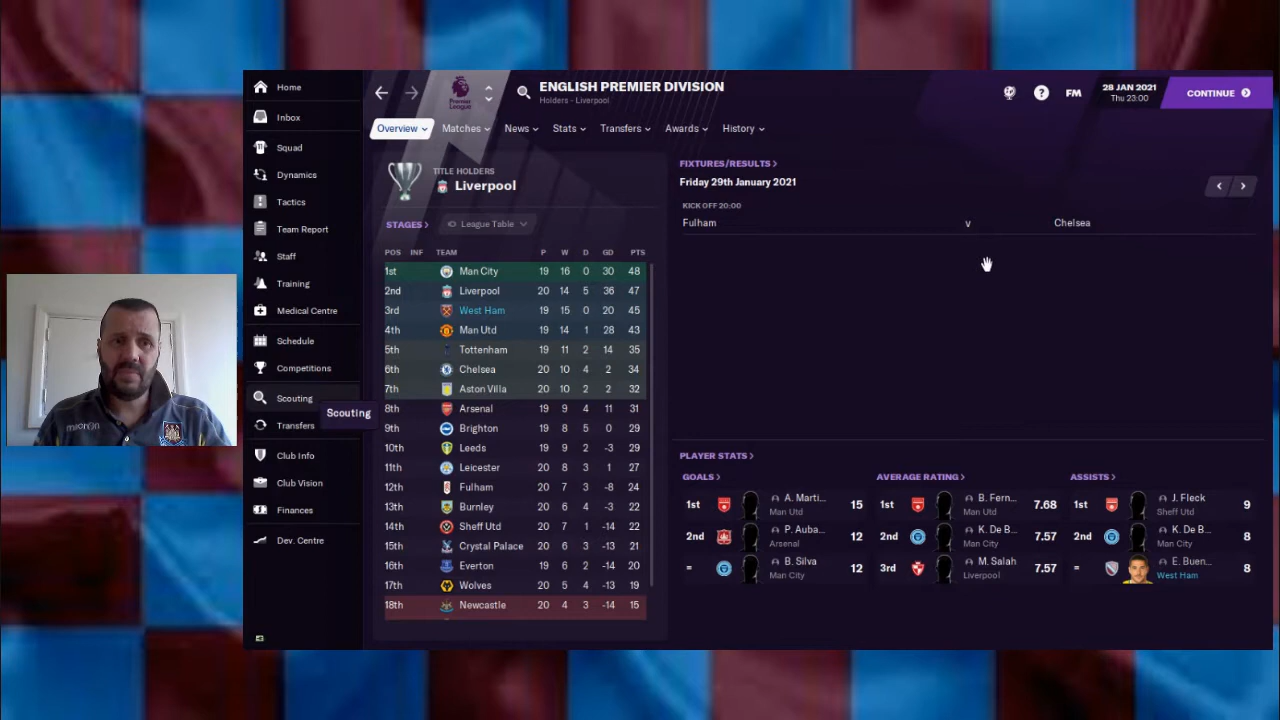 Home
Inbox
Squad
Dynamics
Tactics
Team Report
Staff
Training
Medical Centre
Schedule
Competitions
Scouting
Scouting
Transfers
Club Info
Club Vision
Finances
Dev. Centre
Premier League
ENGLISH PREMIER DIVISION
Holders - Liverpool
FM
28 JAN 2021
Thu 23:00
CONTINUE
Overview Matches News Stats Transfers Awards History
TITLE HOLDERS
Liverpool
STAGES > League Table
POS INF TEAM P W D GD PTS
1st Man City 19 16 0 30 48
2nd Liverpool 20 14 5 36 47
3rd West Ham 19 15 0 20 45
4th Man Utd 19 14 1 28 43
5th Tottenham 19 11 2 14 35
6th Chelsea 20 10 4 2 34
7th Aston Villa 20 10 2 2 32
8th Arsenal 19 9 4 11 31
9th Brighton 19 8 5 0 29
10th Leeds 19 9 2 -3 29
11th Leicester 20 8 3 1 27
12th Fulham 20 7 3 -8 24
13th Burnley 20 6 4 -3 22
14th Sheff Utd 20 7 1 -14 22
15th Crystal Palace 20 6 3 -13 21
16th Everton 19 6 2 -14 20
17th Wolves 20 5 4 -13 19
18th Newcastle 20 4 3 -14 15
FIXTURES/RESULTS >
Friday 29th January 2021
KICK OFF 20:00
Fulham v Chelsea
PLAYER STATS >
GOALS >
1st A. Marti... Man Utd 15
2nd P. Auba... Arsenal 12
= B. Silva Man City 12
AVERAGE RATING >
1st B. Fern... Man Utd 7.68
2nd K. De B... Man City 7.57
3rd M. Salah Liverpool 7.57
ASSISTS >
1st J. Fleck Sheff Utd 9
2nd K. De B... Man City 8
= E. Buen... West Ham 8